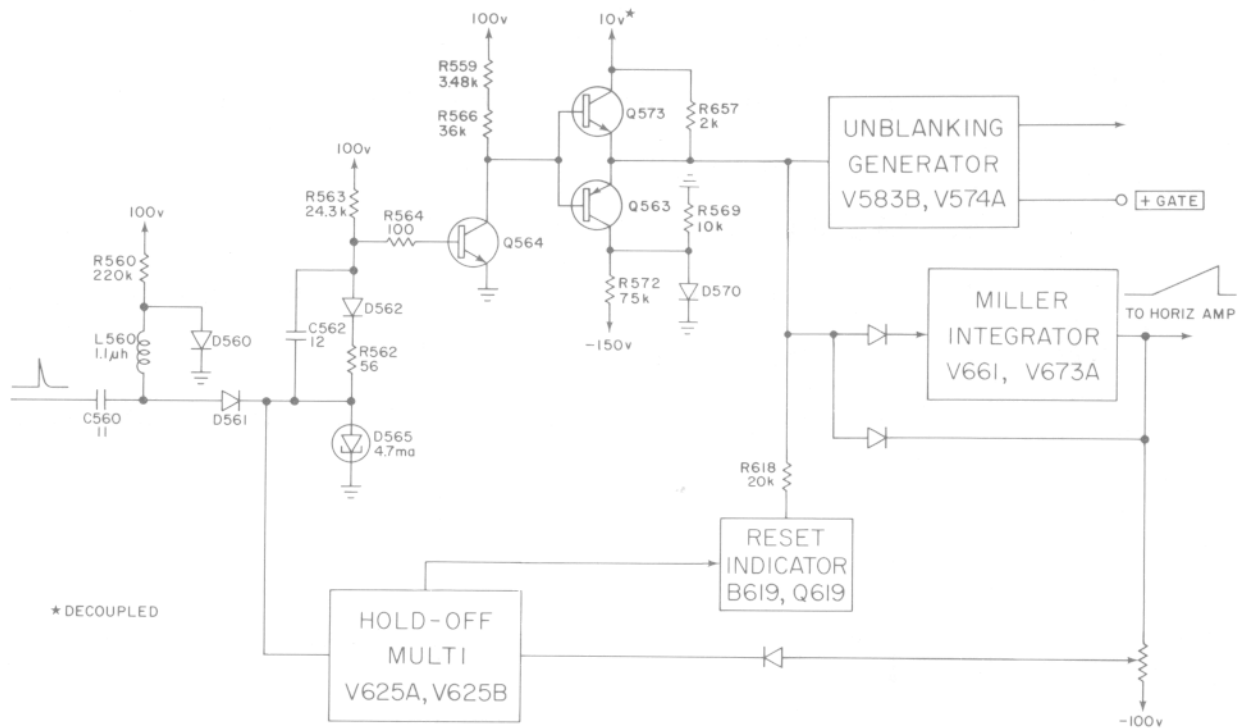 100v
10v*
R559
3.48k
R566
36k
Q573
R657
2k
UNBLANKING
GENERATOR
V583B, V574A
+ GATE
100v
R563
24.3k
R564
100
Q564
Q563
R569
10k
100v
R560
220k
D562
C562
12
R562
56
R572
75k
D570
-150v
MILLER
INTEGRATOR
V661, V673A
TO HORIZ AMP
L560
1.1μh
D560
C560
11
D561
D565
4.7ma
R618
20k
RESET
INDICATOR
B619, Q619
★ DECOUPLED
HOLD-OFF
MULTI
V625A, V625B
-100v